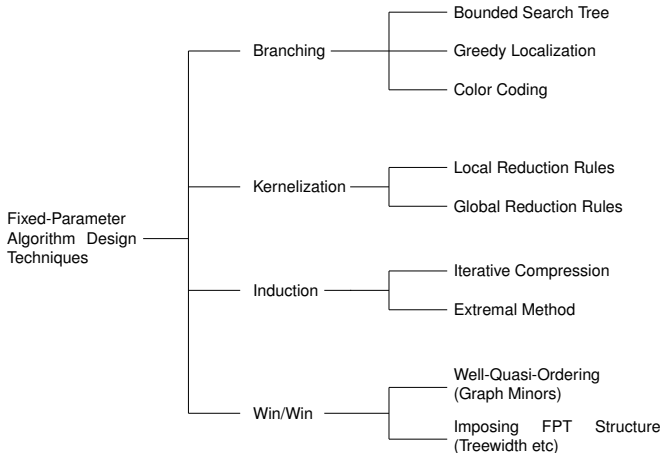 Fixed-Parameter
Algorithm Design
Techniques
Branching
Bounded Search Tree
Greedy Localization
Color Coding
Kernelization
Local Reduction Rules
Global Reduction Rules
Induction
Iterative Compression
Extremal Method
Win/Win
Well-Quasi-Ordering
(Graph Minors)
Imposing FPT Structure
(Treewidth etc)